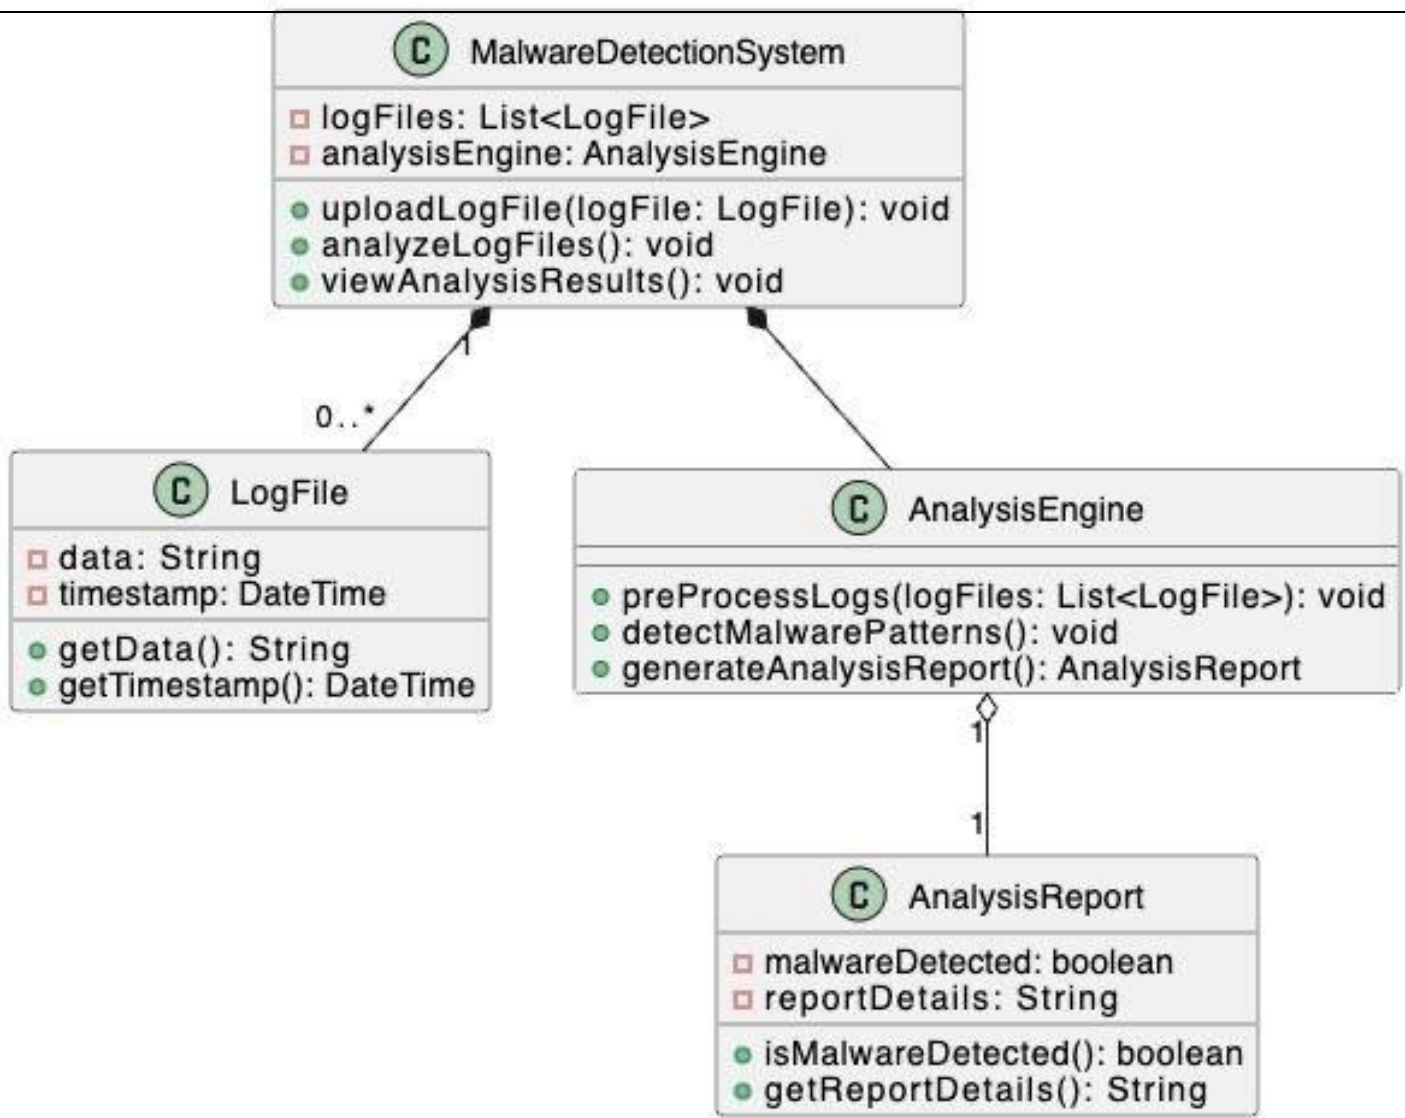 C MalwareDetectionSystem
logFiles: List<LogFile>
analysisEngine: AnalysisEngine
uploadLogFile(logFile: LogFile): void
analyzeLogFiles(): void
viewAnalysisResults(): void
1
0..*
C LogFile
data: String
timestamp: DateTime
getData(): String
getTimestamp(): DateTime
C AnalysisEngine
preProcessLogs(logFiles: List<LogFile>): void
detectMalwarePatterns(): void
generateAnalysisReport(): AnalysisReport
1
1
C AnalysisReport
malwareDetected: boolean
reportDetails: String
isMalwareDetected(): boolean
getReportDetails(): String